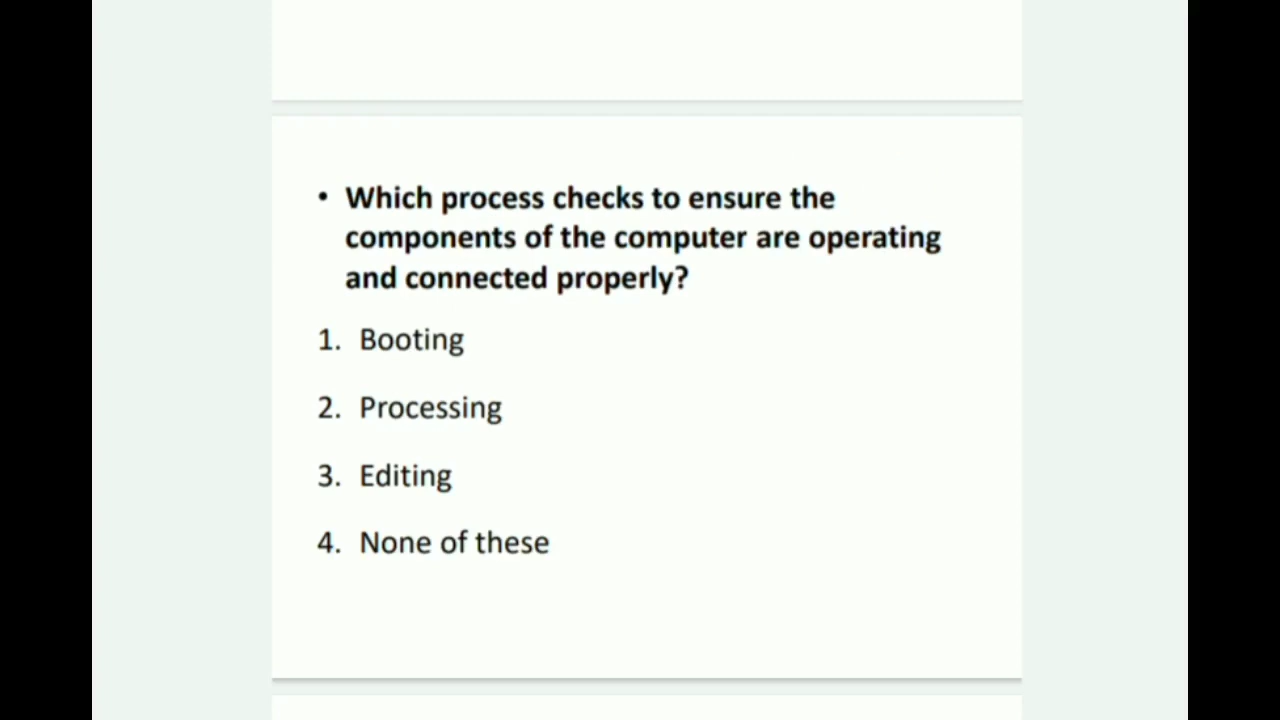 • Which process checks to ensure the
components of the computer are operating
and connected properly?
1. Booting
2. Processing
3. Editing
4. None of these